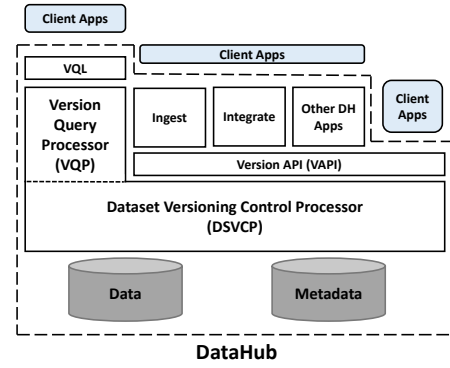 Client Apps
Client Apps
VQL
Client
Apps
Version
Query
Processor
(VQP)
Ingest
Integrate
Other DH
Apps
Version API (VAPI)
Dataset Versioning Control Processor
(DSVCP)
Data
Metadata
DataHub